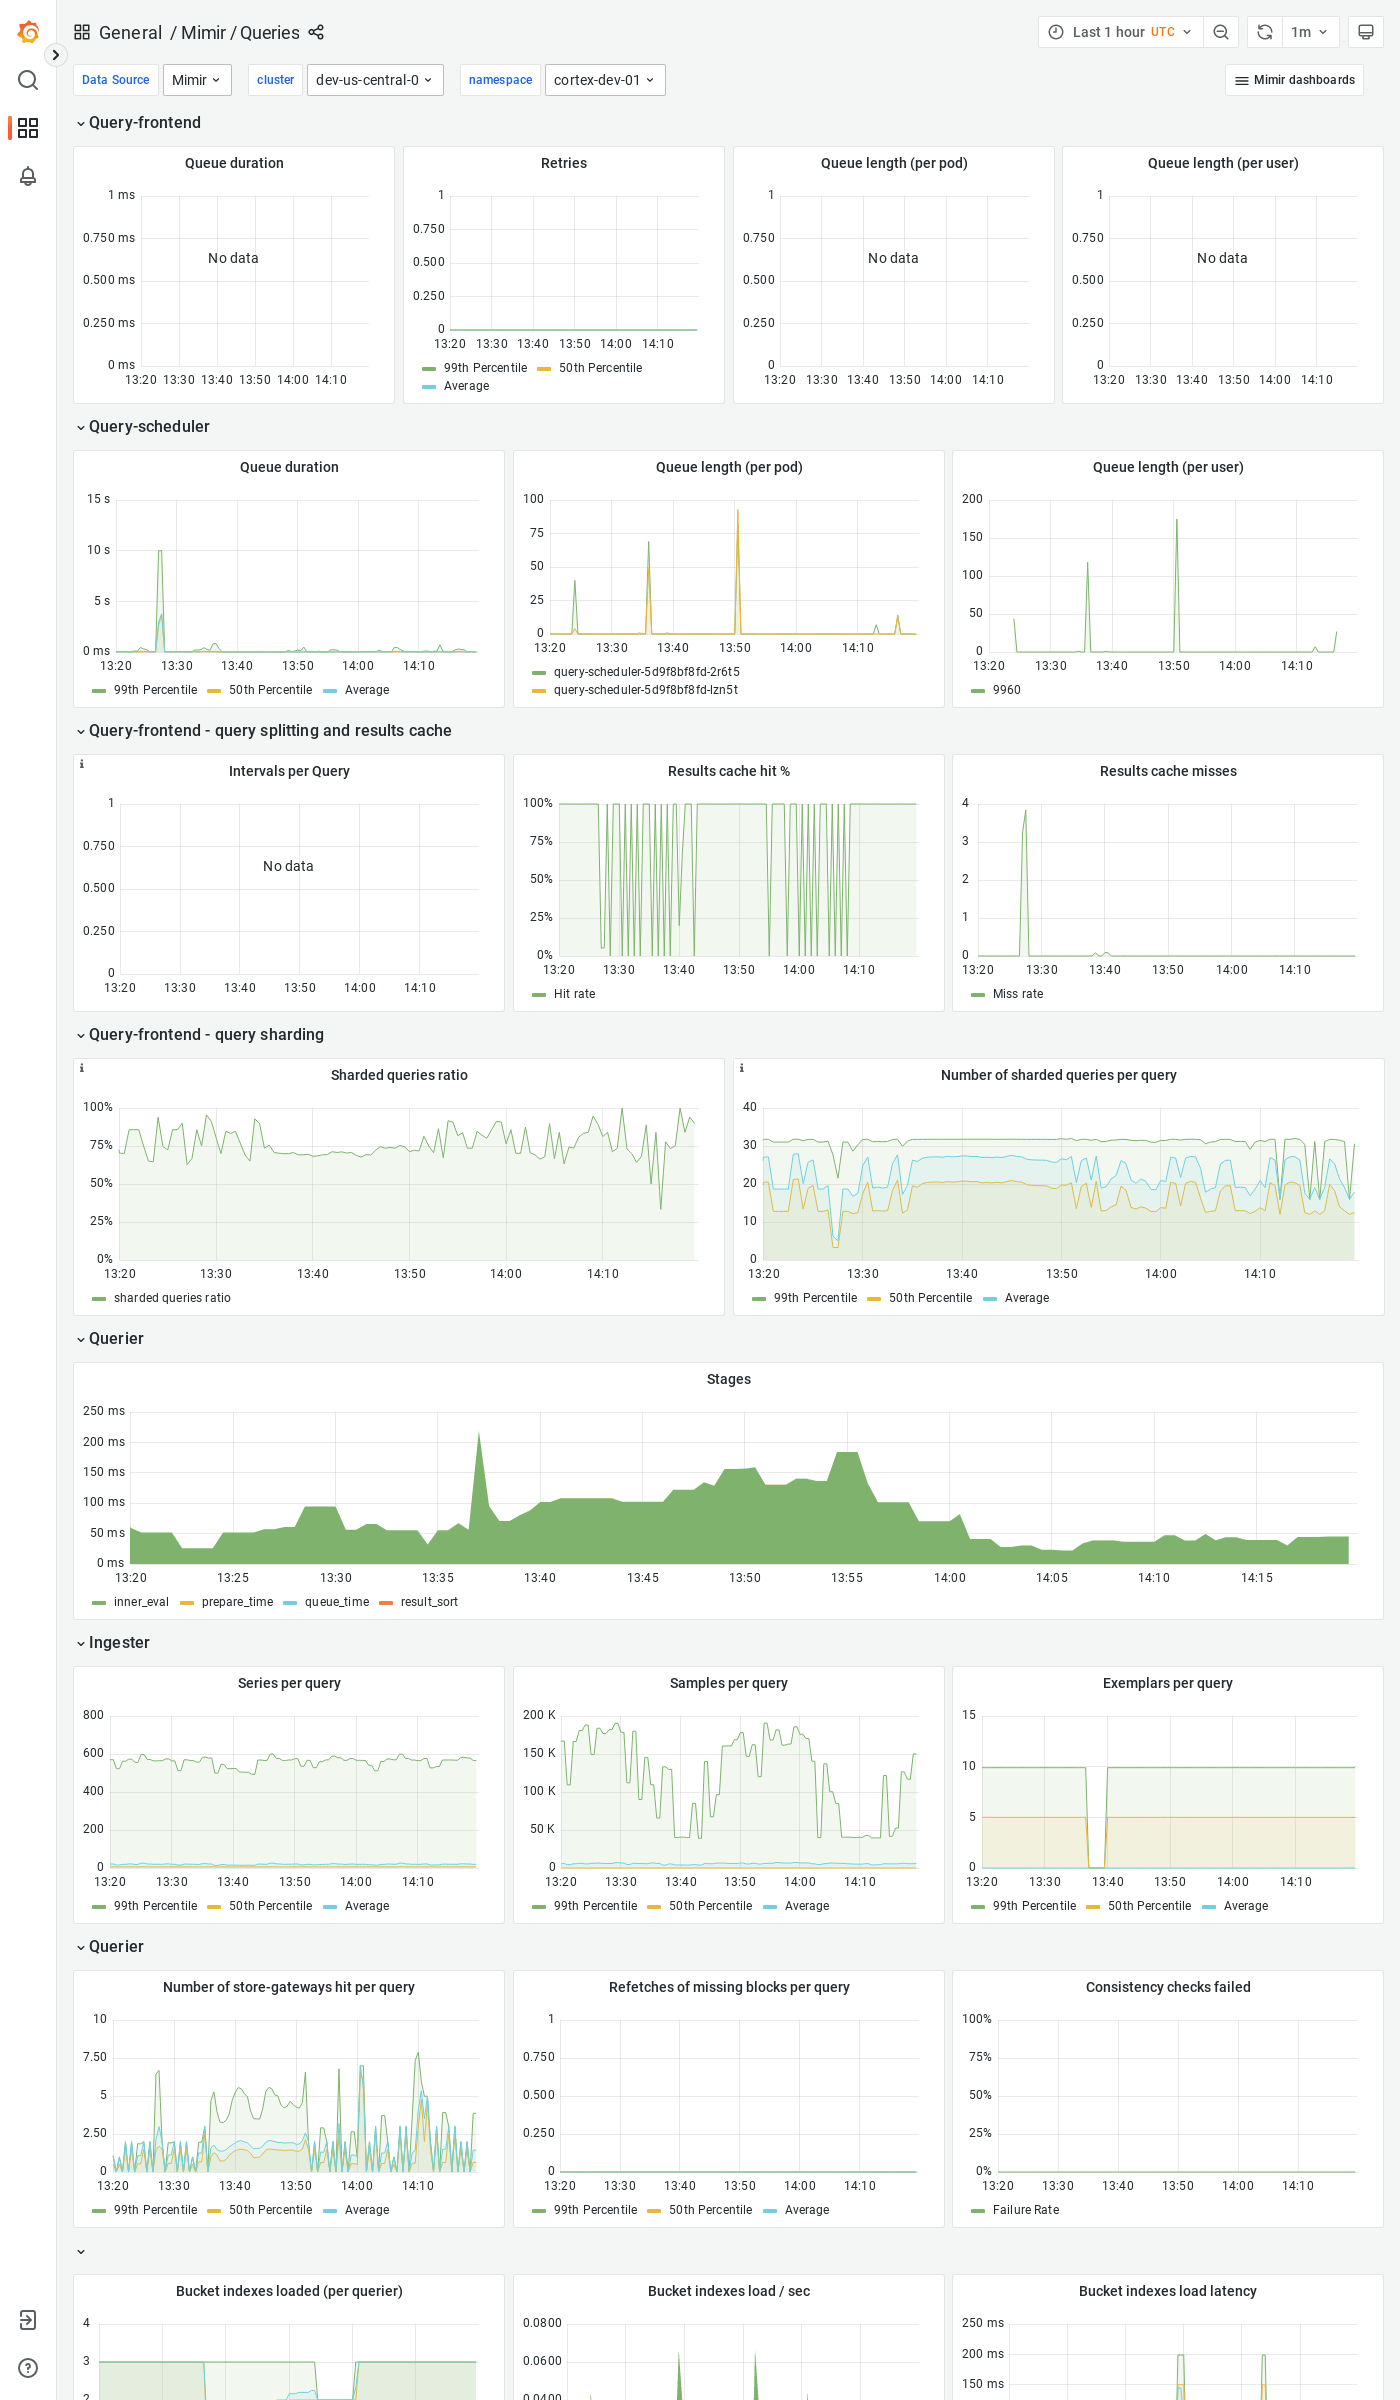 General / Mimir / Queries
Last 1 hour UTC
1m
Data Source Mimir cluster dev-us-central-0 namespace cortex-dev-01
Mimir dashboards
Query-frontend
Queue duration
1 ms
0.750 ms
0.500 ms
0.250 ms
0 ms
No data
13:20 13:30 13:40 13:50 14:00 14:10
Retries
1
0.750
0.500
0.250
0
13:20 13:30 13:40 13:50 14:00 14:10
99th Percentile 50th Percentile
Average
Queue length (per pod)
1
0.750
0.500
0.250
0
No data
13:20 13:30 13:40 13:50 14:00 14:10
Queue length (per user)
1
0.750
0.500
0.250
0
No data
13:20 13:30 13:40 13:50 14:00 14:10
Query-scheduler
Queue duration
15 s
10 s
5 s
0 ms
13:20 13:30 13:40 13:50 14:00 14:10
99th Percentile 50th Percentile Average
Queue length (per pod)
100
75
50
25
0
13:20 13:30 13:40 13:50 14:00 14:10
query-scheduler-5d9f8bf8fd-2r6t5
query-scheduler-5d9f8bf8fd-lzn5t
Queue length (per user)
200
150
100
50
0
13:20 13:30 13:40 13:50 14:00 14:10
9960
Query-frontend - query splitting and results cache
Intervals per Query
1
0.750
0.500
0.250
0
No data
13:20 13:30 13:40 13:50 14:00 14:10
Results cache hit %
100%
75%
50%
25%
0%
13:20 13:30 13:40 13:50 14:00 14:10
Hit rate
Results cache misses
4
3
2
1
0
13:20 13:30 13:40 13:50 14:00 14:10
Miss rate
Query-frontend - query sharding
Sharded queries ratio
100%
75%
50%
25%
0%
13:20 13:30 13:40 13:50 14:00 14:10
sharded queries ratio
Number of sharded queries per query
40
30
20
10
0
13:20 13:30 13:40 13:50 14:00 14:10
99th Percentile 50th Percentile Average
Querier
Stages
250 ms
200 ms
150 ms
100 ms
50 ms
0 ms
13:20 13:25 13:30 13:35 13:40 13:45 13:50 13:55 14:00 14:05 14:10 14:15
inner_eval prepare_time queue_time result_sort
Ingester
Series per query
800
600
400
200
0
13:20 13:30 13:40 13:50 14:00 14:10
99th Percentile 50th Percentile Average
Samples per query
200 K
150 K
100 K
50 K
0
13:20 13:30 13:40 13:50 14:00 14:10
99th Percentile 50th Percentile Average
Exemplars per query
15
10
5
0
13:20 13:30 13:40 13:50 14:00 14:10
99th Percentile 50th Percentile Average
Querier
Number of store-gateways hit per query
10
7.50
5
2.50
0
13:20 13:30 13:40 13:50 14:00 14:10
99th Percentile 50th Percentile Average
Refetches of missing blocks per query
1
0.750
0.500
0.250
0
13:20 13:30 13:40 13:50 14:00 14:10
99th Percentile 50th Percentile Average
Consistency checks failed
100%
75%
50%
25%
0%
13:20 13:30 13:40 13:50 14:00 14:10
Failure Rate
Bucket indexes loaded (per querier)
4
3
2
Bucket indexes load / sec
0.0800
0.0600
0.0400
Bucket indexes load latency
250 ms
200 ms
150 ms